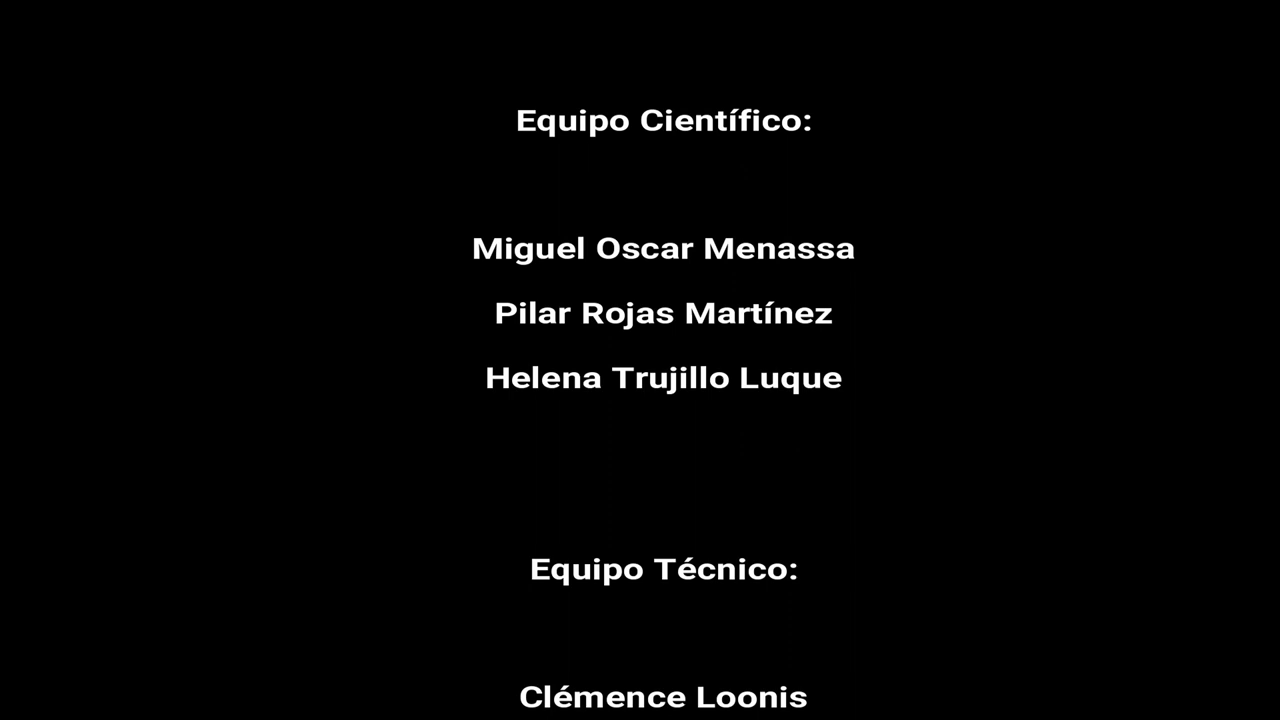 Equipo Científico:
Miguel Oscar Menassa
Pilar Rojas Martínez
Helena Trujillo Luque
Equipo Técnico:
Clémence Loonis